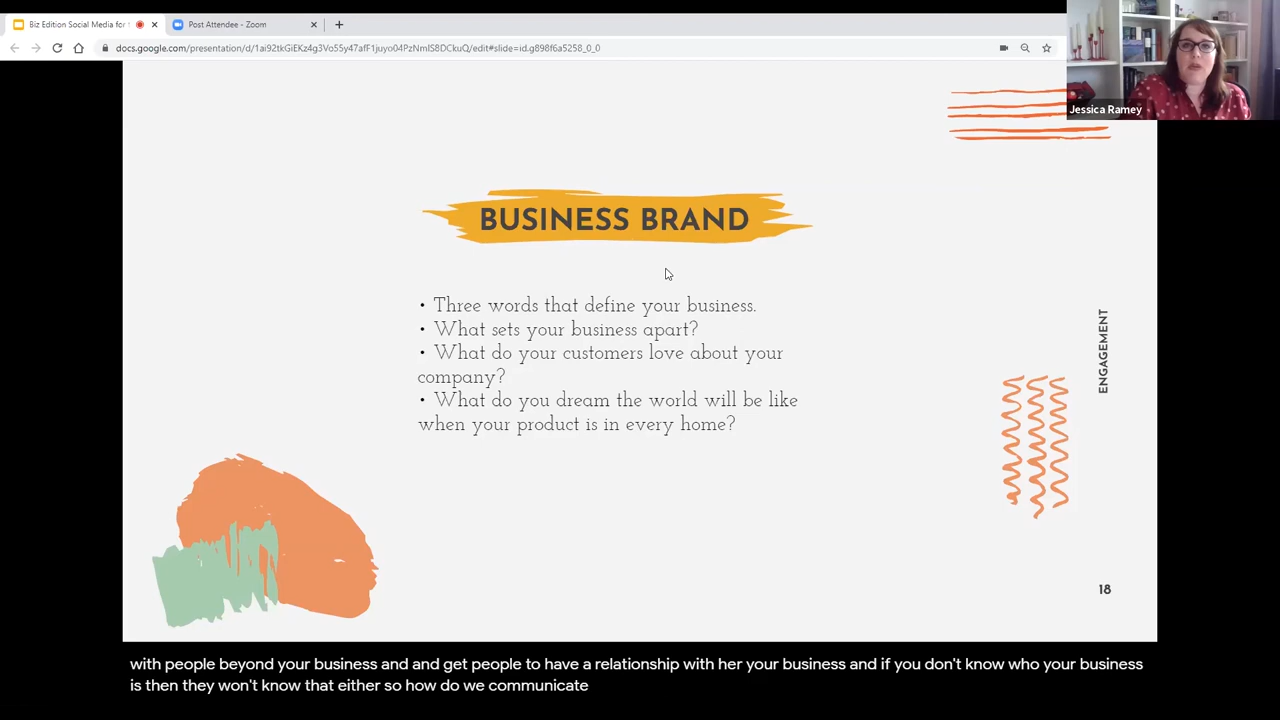 Biz Edition Social Media for
Post Attendee - Zoom
docs.google.com/presentation/d/1ai92tkGiEKz4g3Vo55y47afF1juyo04PzNmlS8DCkuQ/edit#slide=id.g898f6a5258_0_0
Jessica Ramey
BUSINESS BRAND
• Three words that define your business.
• What sets your business apart?
• What do your customers love about your
company?
• What do you dream the world will be like
when your product is in every home?
ENGAGEMENT
18
with people beyond your business and and get people to have a relationship with her your business and if you don't know who your business
is then they won't know that either so how do we communicate